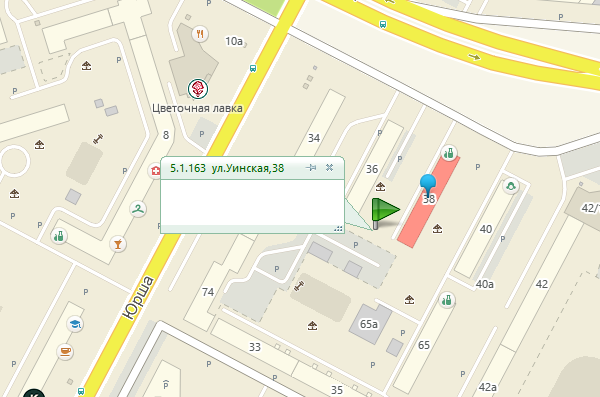 10а
P
P
P
Цветочная лавка
P
8
P
34
P
36
P
5.1.163 ул.Уинская,38
38
P
42/
40
P
P
Юрша
P
74
40а
42
65а
P
P
65
33
P
P
35
42а
P